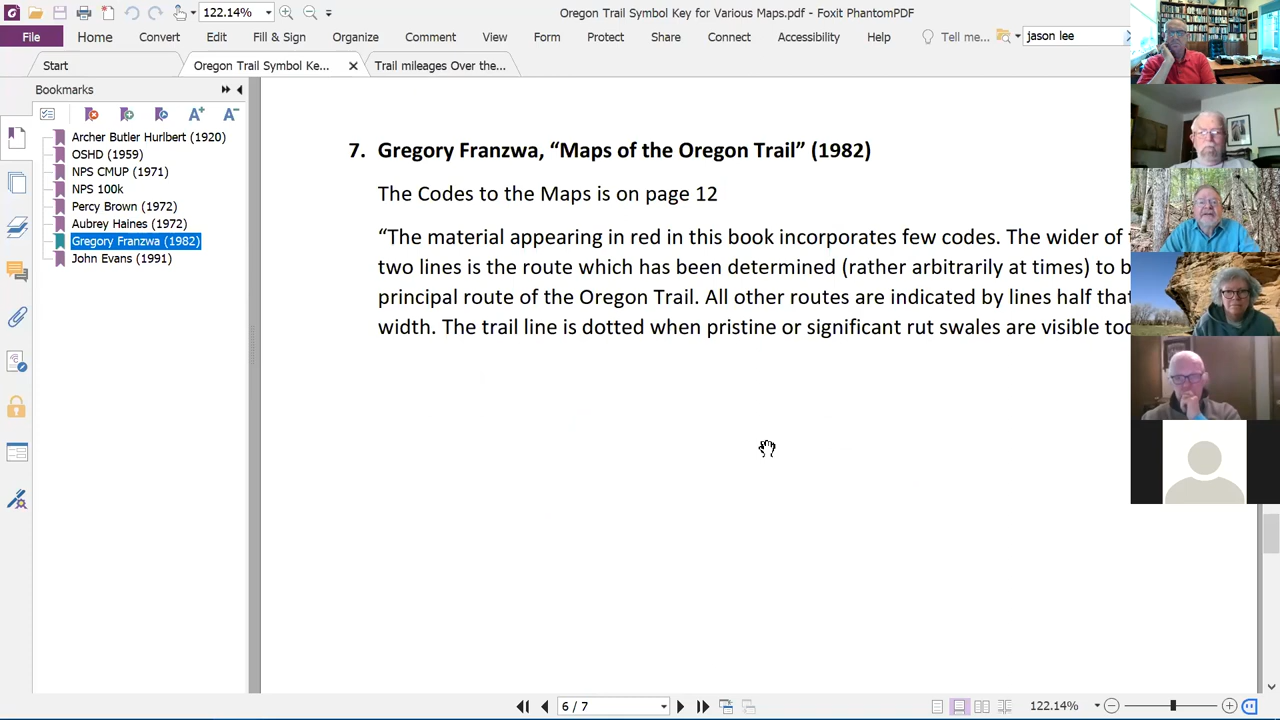 122.14%
Oregon Trail Symbol Key for Various Maps.pdf - Foxit PhantomPDF
File Home Convert Edit Fill & Sign Organize Comment View Form Protect Share Connect Accessibility Help Tell me... jason lee
Start Oregon Trail Symbol Key Ke... Trail mileages Over the...
Bookmarks
Archer Butler Hurlbert (1920)
OSHD (1959)
NPS CMUP (1971)
NPS 100k
Percy Brown (1972)
Aubrey Haines (1972)
Gregory Franzwa (1982)
John Evans (1991)
7. Gregory Franzwa, “Maps of the Oregon Trail” (1982)
The Codes to the Maps is on page 12
“The material appearing in red in this book incorporates few codes. The wider of
two lines is the route which has been determined (rather arbitrarily at times) to b
principal route of the Oregon Trail. All other routes are indicated by lines half that
width. The trail line is dotted when pristine or significant rut swales are visible
6 / 7
122.14%